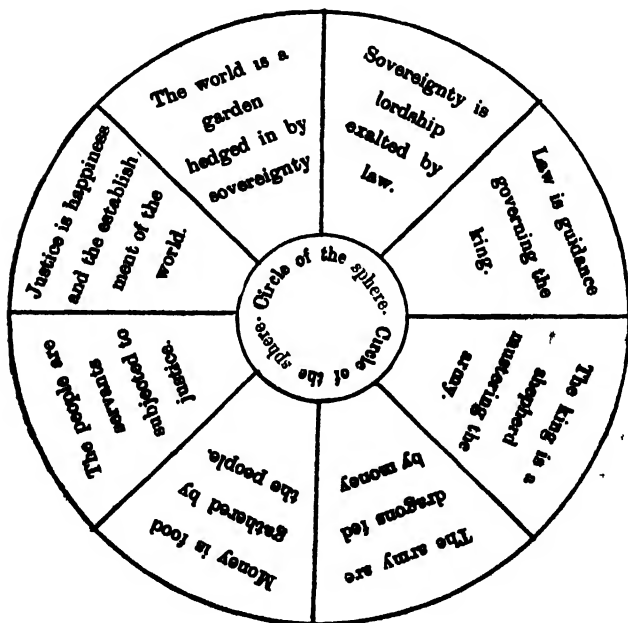 The world is a
garden
hedged in by
sovereignty
Sovereignty is
lordship
exalted by
law.
Law is guidance
governing the
king.
The king is a
shepherd
mustering the
army.
The army are
dragons fed
by money
Money is food
gathered by
the people.
The people are
servants
subjected to
justice.
Justice is happiness
and the establish,
ment of the
world.
Circle of the sphere. Circle of the sphere.